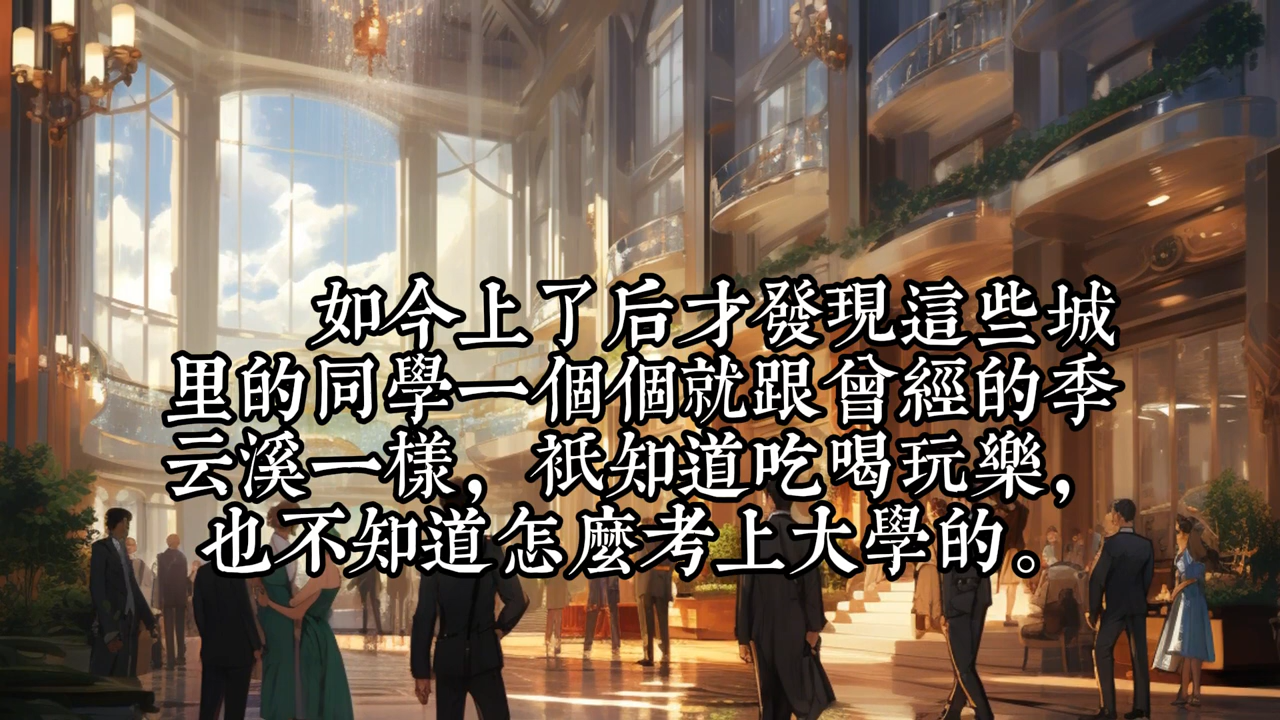 如今上了后才發現這些城
里的同學一個個就跟曾經的季
云溪一樣，衹知道吃喝玩樂，
也不知道怎麼考上大學的。